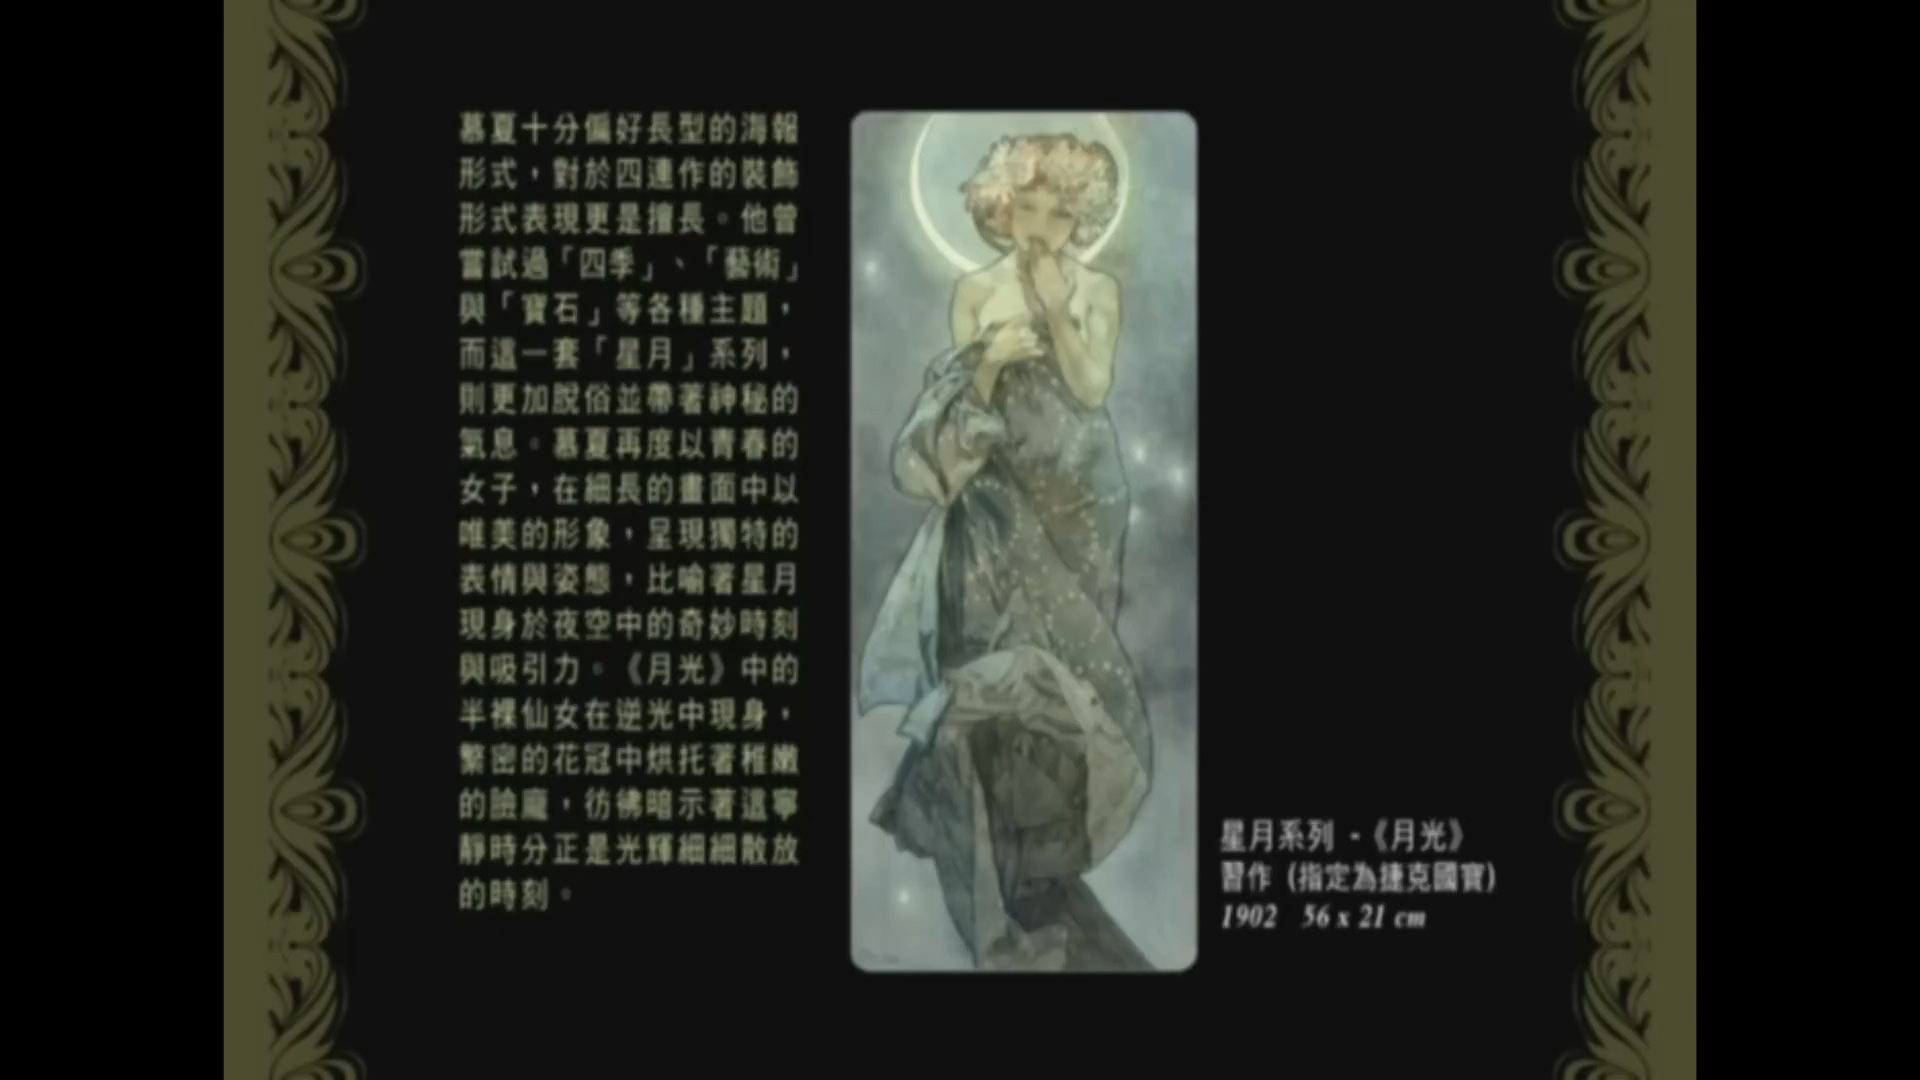 慕夏十分偏好長型的海報
形式，對於四連作的裝飾
形式表現更是擅長。他曾
嘗試過「四季」、「藝術」
與「寶石」等各種主題，
而這一套「星月」系列，
則更加脫俗並帶著神秘的
氣息。慕夏再度以青春的
女子，在細長的畫面中以
唯美的形象，呈現獨特的
表情與姿態，比喻著星月
現身於夜空中的奇妙時刻
與吸引力。《月光》中的
半裸仙女在逆光中現身，
繁密的花冠中烘托著稚嫩
的臉龐，彷彿暗示著這寧
靜時分正是光輝細細散放
的時刻。
星月系列 -《月光》
習作 (指定為捷克國寶)
1902 56 x 21 cm